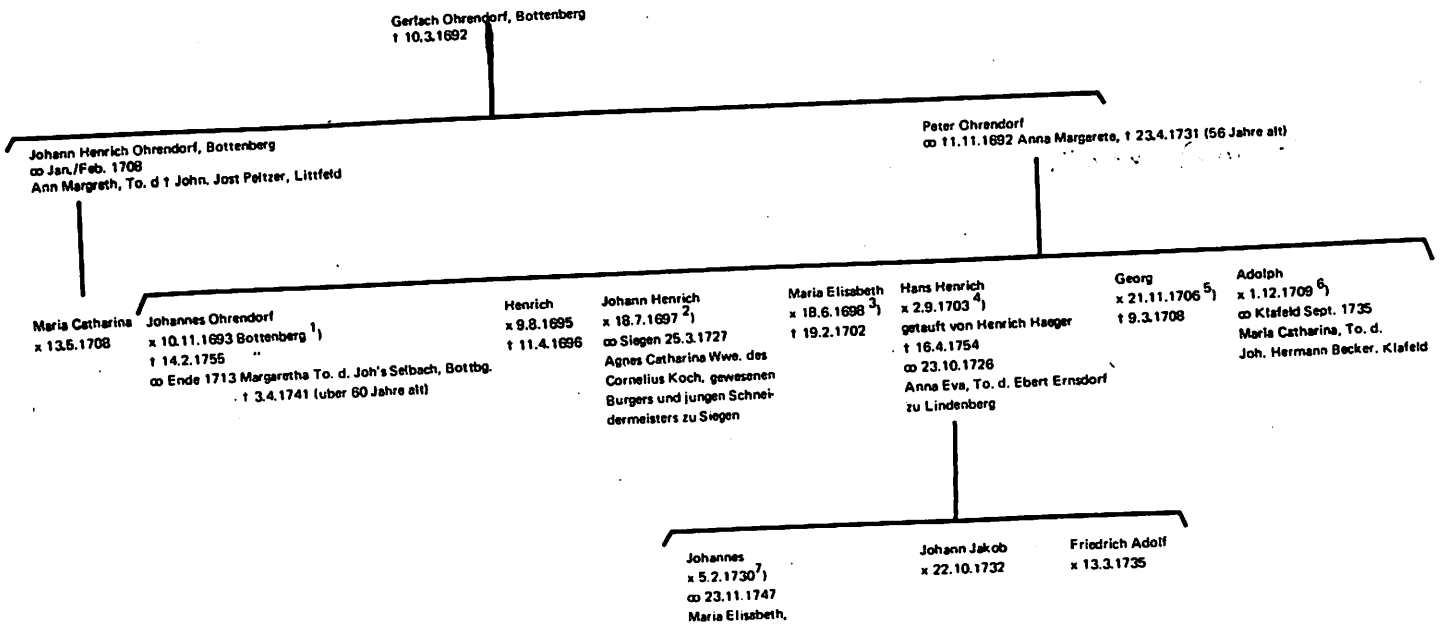 Gerlach Ohrendorf, Bottenberg
† 10.3.1692
Johann Henrich Ohrendorf, Bottenberg
∞ Jan./Feb. 1708
Ann Margreth, To. d † John. Jost Peltzer, Littfeld
Peter Ohrendorf
∞ 11.11.1692 Anna Margarete, † 23.4.1731 (56 Jahre alt)
Maria Catharina
x 13.5.1708
Johannes Ohrendorf
x 10.11.1693 Bottenberg 1)
† 14.2.1755 "
∞ Ende 1713 Margaretha To. d. Joh's Selbach, Bottbg.
† 3.4.1741 (uber 60 Jahre alt)
Henrich
x 9.8.1695
† 11.4.1696
Johann Henrich
x 18.7.1697 2)
∞ Siegen 25.3.1727
Agnes Catharina Wwe. des
Cornelius Koch, gewesenen
Burgers und jungen Schnei-
dermeisters zu Siegen
Maria Elisabeth
x 18.6.1698 3)
† 19.2.1702
Hans Henrich
x 2.9.1703 4)
getauft von Henrich Haeger
† 16.4.1754
∞ 23.10.1726
Anna Eva, To. d. Ebert Ernsdorf
zu Lindenberg
Georg
x 21.11.1706 5)
† 9.3.1708
Adolph
x 1.12.1709 6)
∞ Klafeld Sept. 1735
Maria Catharina, To. d.
Joh. Hermann Becker, Klafeld
Johannes
x 5.2.1730 7)
∞ 23.11.1747
Maria Elisabeth,
Johann Jakob
x 22.10.1732
Friedrich Adolf
x 13.3.1735